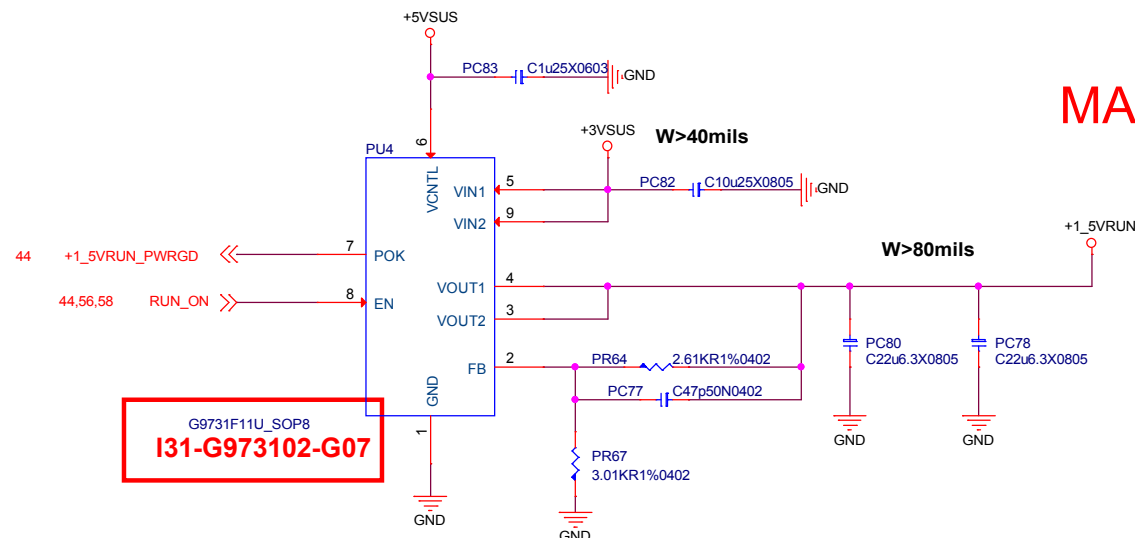 +5VSUS
PC83
C1u25X0603
GND
MA
+3VSUS
W>40mils
PU4
6
VCNTL
VIN1
5
PC82
C10u25X0805
GND
VIN2
9
+1_5VRUN
W>80mils
44
+1_5VRUN_PWRGD
7
POK
44,56,58
RUN_ON
8
EN
VOUT1
4
VOUT2
3
PC80
C22u6.3X0805
PC78
C22u6.3X0805
FB
2
PR64
2.61KR1%0402
PC77
C47p50N0402
GND
1
G9731F11U_SOP8
I31-G973102-G07
PR67
3.01KR1%0402
GND
GND
GND
GND